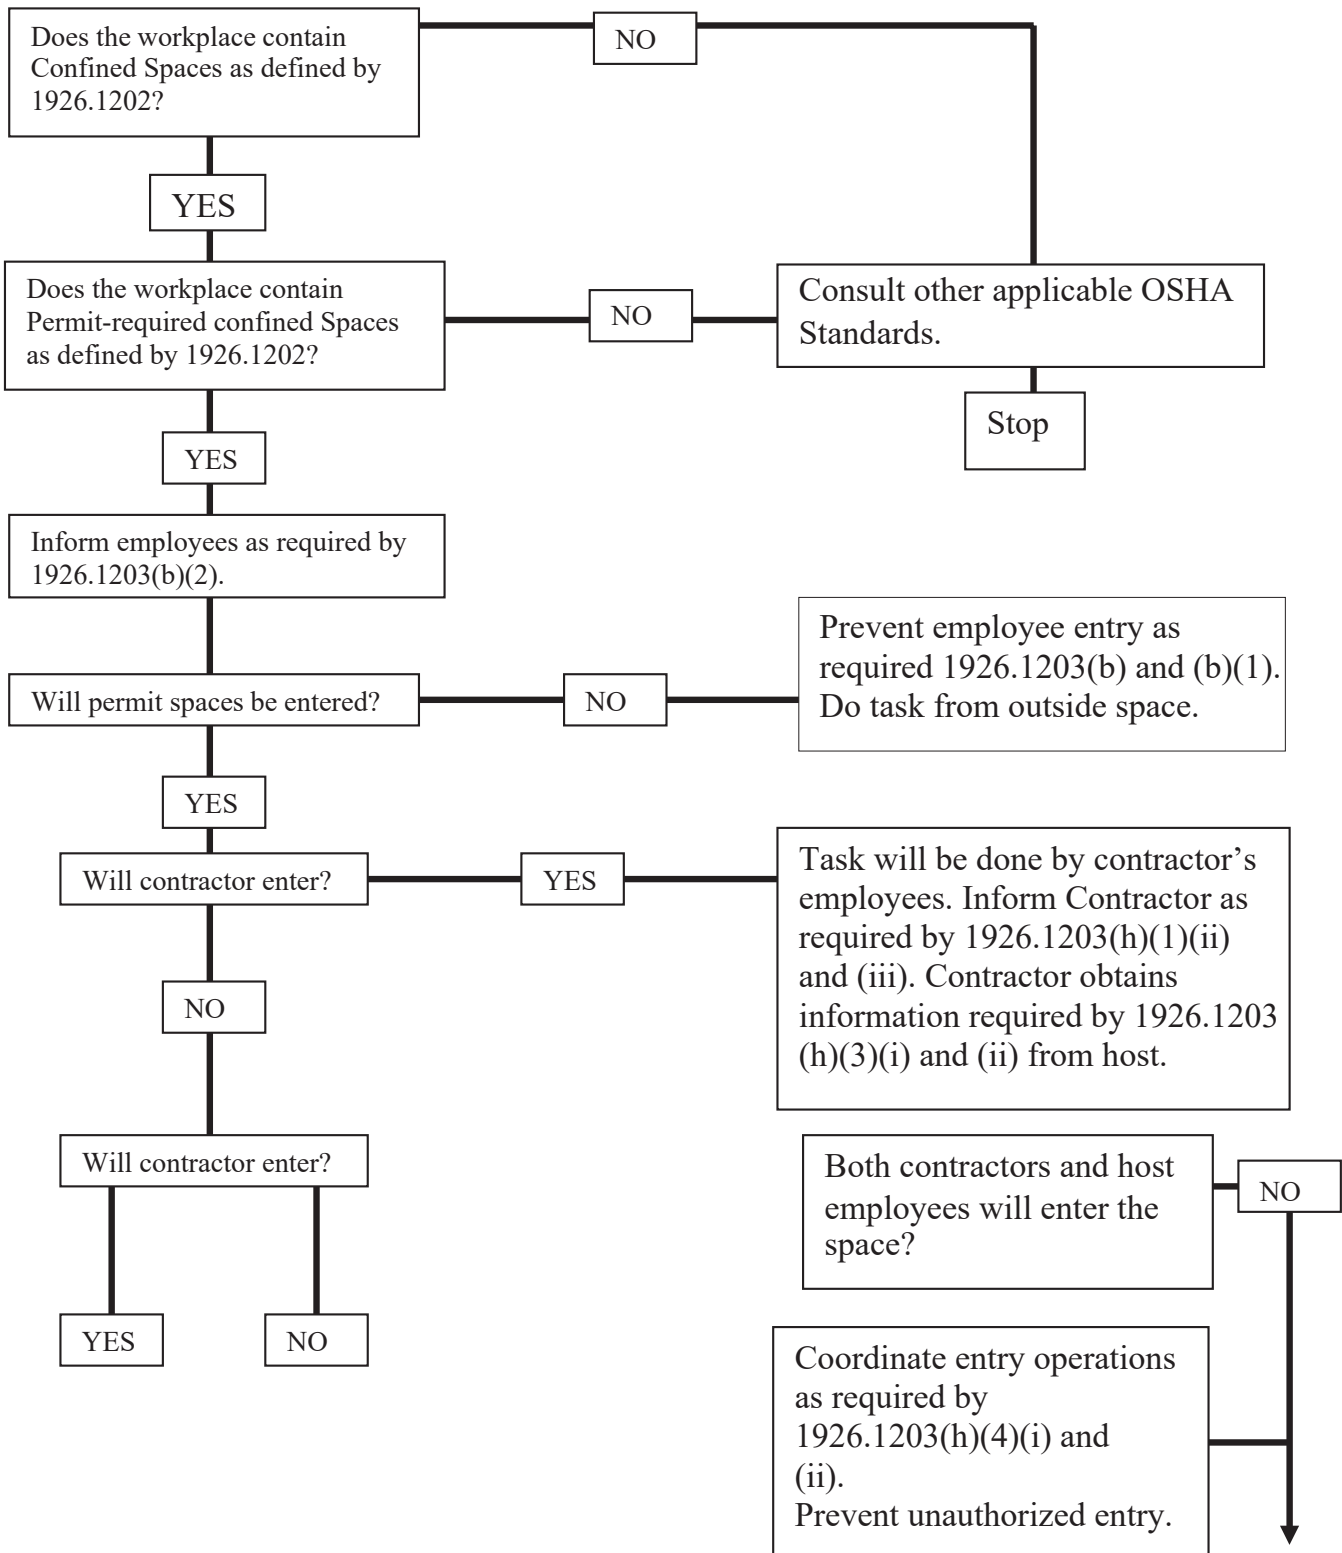 Does the workplace contain
Confined Spaces as defined by
1926.1202?
NO
YES
Does the workplace contain
Permit-required confined Spaces
as defined by 1926.1202?
NO
Consult other applicable OSHA
Standards.
Stop
YES
Inform employees as required by
1926.1203(b)(2).
Prevent employee entry as
required 1926.1203(b) and (b)(1).
Do task from outside space.
Will permit spaces be entered?
NO
YES
Will contractor enter?
YES
Task will be done by contractor’s
employees. Inform Contractor as
required by 1926.1203(h)(1)(ii)
and (iii). Contractor obtains
information required by 1926.1203
(h)(3)(i) and (ii) from host.
NO
Will contractor enter?
YES
NO
Both contractors and host
employees will enter the
space?
NO
Coordinate entry operations
as required by
1926.1203(h)(4)(i) and
(ii).
Prevent unauthorized entry.